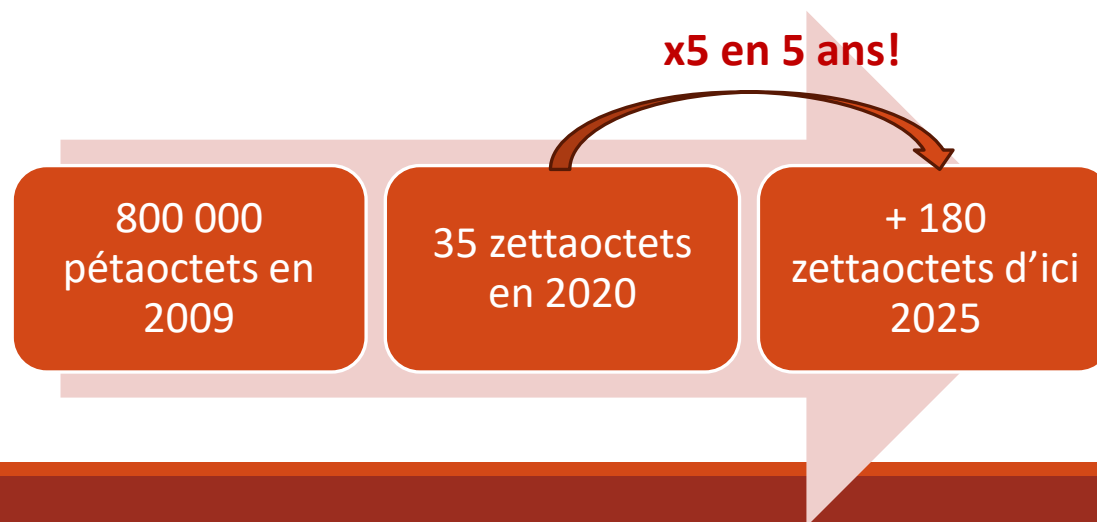 x5 en 5 ans!
800 000
pétaoctets en
2009
35 zettaoctets
en 2020
+ 180
zettaoctets d’ici
2025